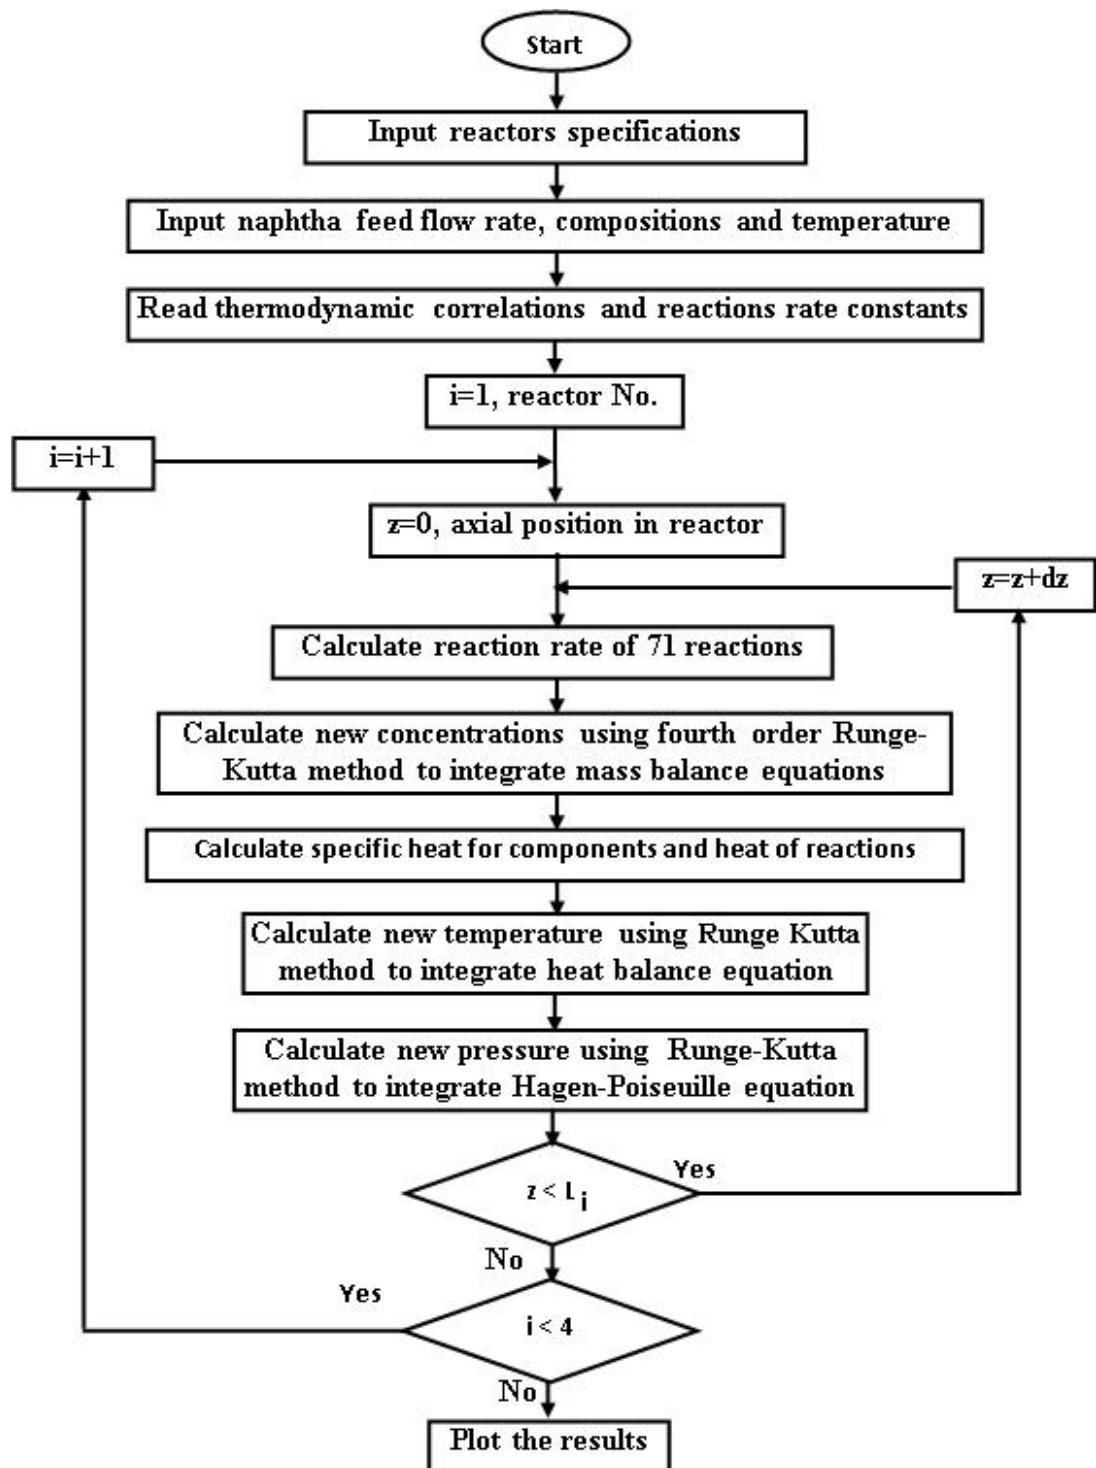 Start
Input reactors specifications
Input naphtha feed flow rate, compositions and temperature
Read thermodynamic correlations and reactions rate constants
i=1, reactor No.
i=i+1
z=0, axial position in reactor
z=z+dz
Calculate reaction rate of 71 reactions
Calculate new concentrations using fourth order Runge-
Kutta method to integrate mass balance equations
Calculate specific heat for components and heat of reactions
Calculate new temperature using Runge Kutta
method to integrate heat balance equation
Calculate new pressure using Runge-Kutta
method to integrate Hagen-Poiseuille equation
z < L i
Yes
No
Yes
i < 4
No
Plot the results